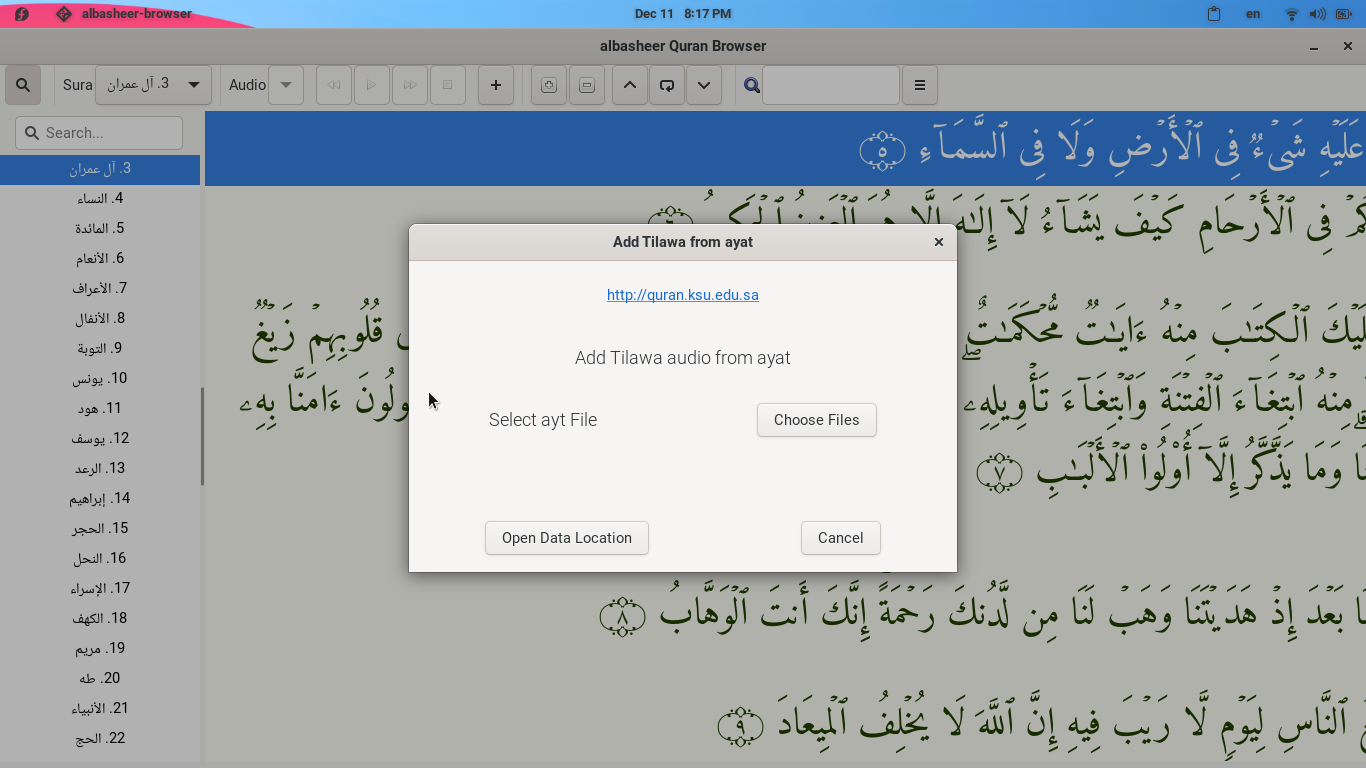 albasheer-browser
Dec 11 8:17 PM
en
albasheer Quran Browser
Sura
3. آل عمران
Audio
Search...
3. آل عمران
4. النساء
5. المائدة
6. الأنعام
7. الأعراف
8. الأنفال
9. التوبة
10. يونس
11. هود
12. يوسف
13. الرعد
14. إبراهيم
15. الحجر
16. النحل
17. الإسراء
18. الكهف
19. مريم
20. طه
21. الأنبياء
22. الحج
عَلَيْهِ شَىْءٌۭ فِى ٱلْأَرْضِ وَلَا فِى ٱلسَّمَآءِ ۝٥
فِى ٱلْأَرْحَامِ كَيْفَ يَشَآءُ لَآ إِلَـٰهَ إِلَّا هُوَ ٱلْعَزِيزُ ٱلْحَكِيمُ ۝٦
ٱلْكِتَـٰبَ مِنْهُ ءَايَـٰتٌۭ مُّحْكَمَـٰتٌ
قُلُوبِهِمْ زَيْغٌۭ
مِنْهُ ٱبْتِغَآءَ ٱلْفِتْنَةِ وَٱبْتِغَآءَ تَأْوِيلِهِۦ
ءَامَنَّا بِهِۦ
وَمَا يَذَّكَّرُ إِلَّآ أُو۟لُوا۟ ٱلْأَلْبَـٰبِ ۝٧
بَعْدَ إِذْ هَدَيْتَنَا وَهَبْ لَنَا مِن لَّدُنكَ رَحْمَةً إِنَّكَ أَنتَ ٱلْوَهَّابُ ۝٨
ٱلنَّاسِ لِيَوْمٍۢ لَّا رَيْبَ فِيهِ إِنَّ ٱللَّهَ لَا يُخْلِفُ ٱلْمِيعَادَ ۝٩
Add Tilawa from ayat
http://quran.ksu.edu.sa
Add Tilawa audio from ayat
Select ayt File
Choose Files
Open Data Location
Cancel